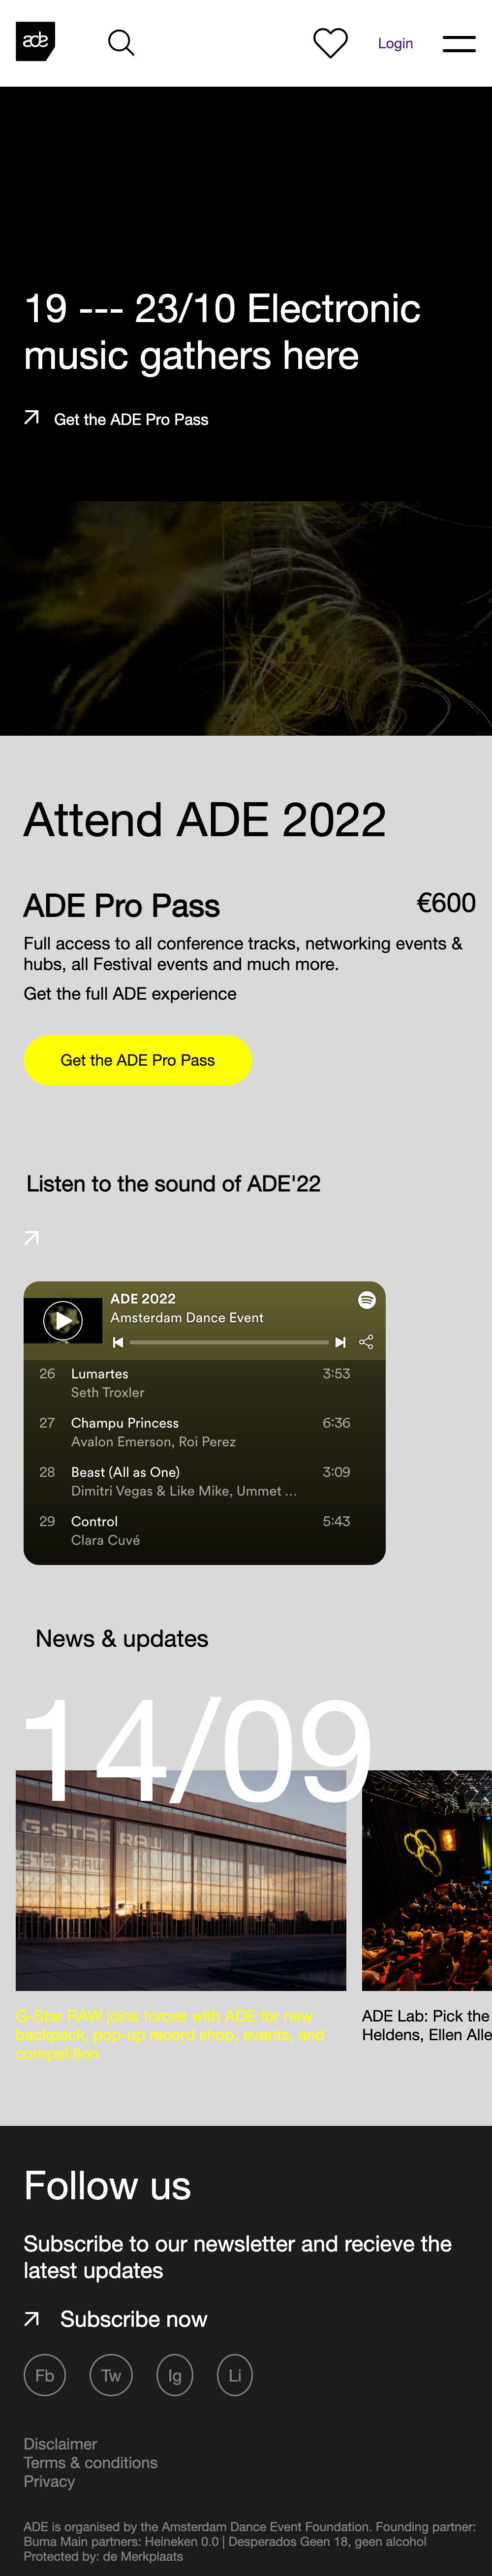 ade
Login
19 --- 23/10 Electronic
music gathers here
Get the ADE Pro Pass
Attend ADE 2022
ADE Pro Pass
€600
Full access to all conference tracks, networking events &
hubs, all Festival events and much more.
Get the full ADE experience
Get the ADE Pro Pass
Listen to the sound of ADE'22
ADE 2022
Amsterdam Dance Event
26 Lumartes 3:53
Seth Troxler
27 Champu Princess 6:36
Avalon Emerson, Roi Perez
28 Beast (All as One) 3:09
Dimitri Vegas & Like Mike, Ummet ...
29 Control 5:43
Clara Cuvé
News & updates
14/09
G-STAR RAW
G-Star RAW joins forces with ADE for new
backpack, pop-up record shop, events, and
competition
ADE Lab: Pick the
Heldens, Ellen Alle
Follow us
Subscribe to our newsletter and recieve the
latest updates
Subscribe now
Fb Tw Ig Li
Disclaimer
Terms & conditions
Privacy
ADE is organised by the Amsterdam Dance Event Foundation. Founding partner:
Buma Main partners: Heineken 0.0 | Desperados Geen 18, geen alcohol
Protected by: de Merkplaats